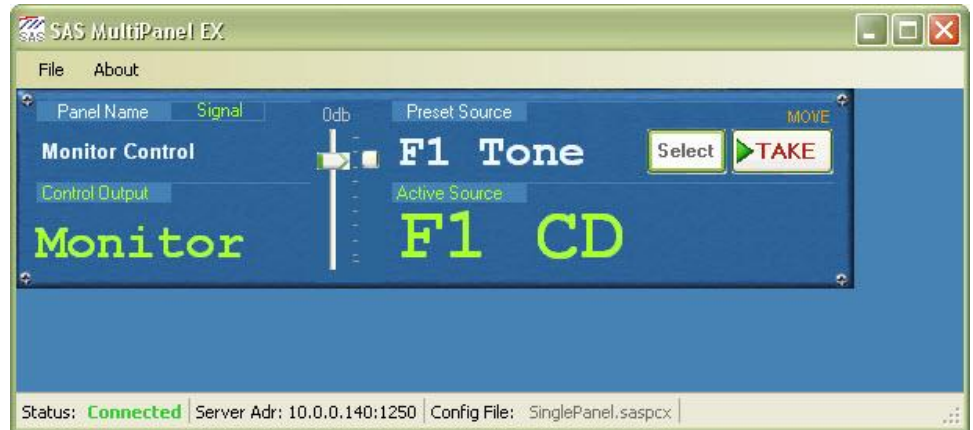 SAS MultiPanel EX
File About
Panel Name Signal 0db Preset Source MOVE
Monitor Control F1 Tone Select TAKE
Control Output Active Source
Monitor F1 CD
Status: Connected Server Adr: 10.0.0.140:1250 Config File: SinglePanel.saspcx